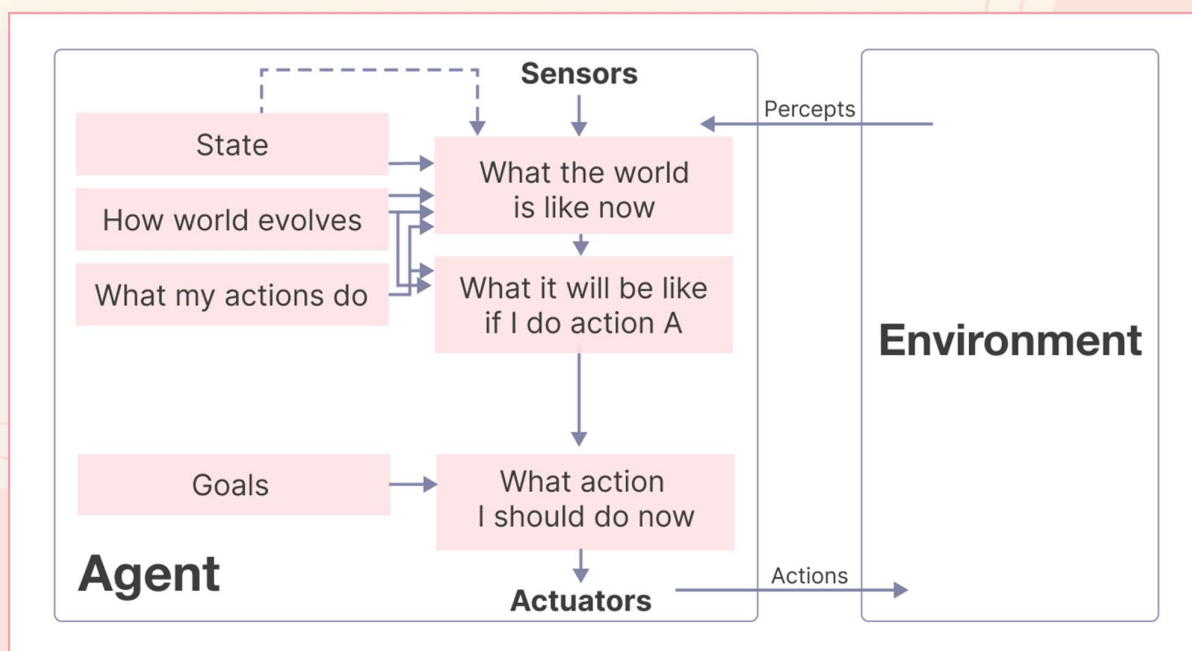 Sensors
Percepts
State
What the world
is like now
How world evolves
What my actions do
What it will be like
if I do action A
Environment
Goals
What action
I should do now
Agent
Actuators
Actions